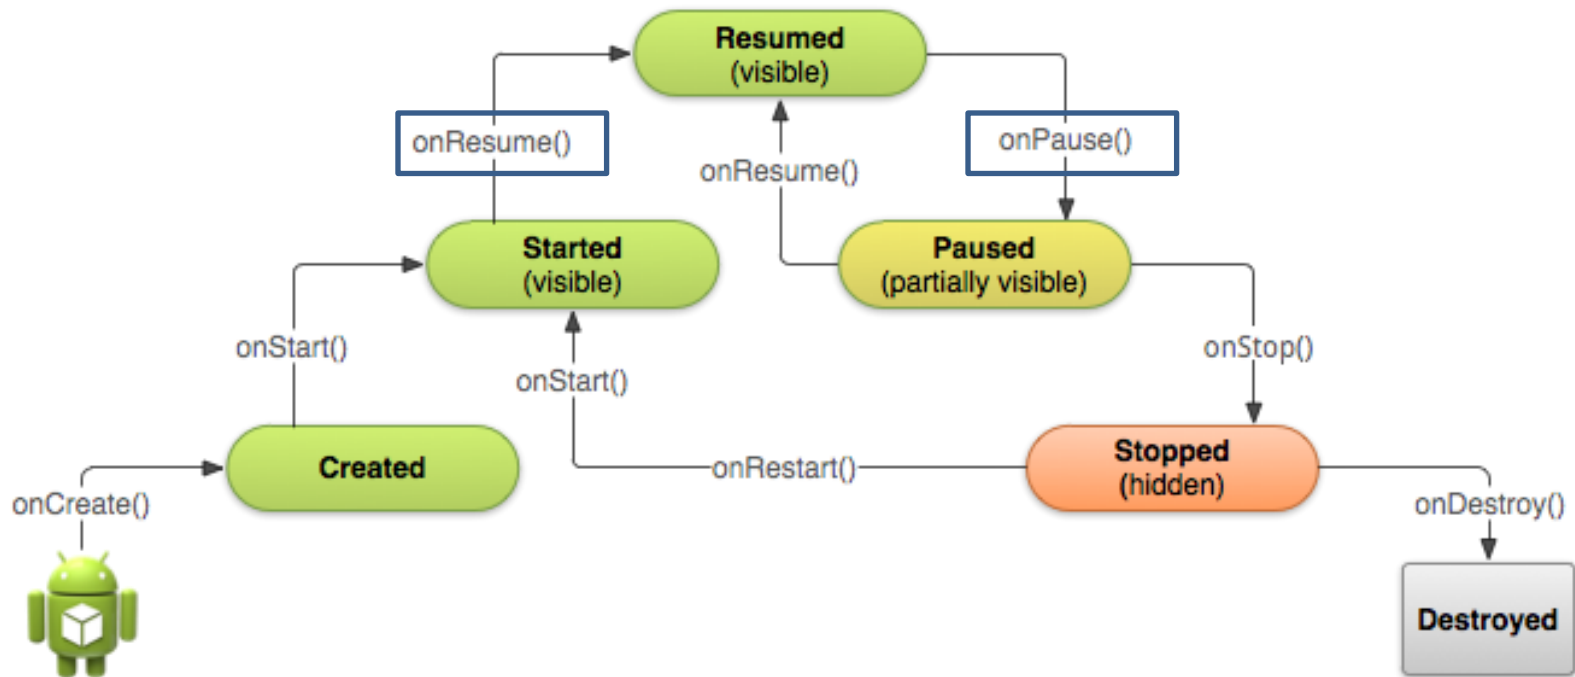 Resumed
(visible)
onResume()
onPause()
onResume()
Started
(visible)
Paused
(partially visible)
onStart()
onStop()
onStart()
Created
onRestart()
Stopped
(hidden)
onCreate()
onDestroy()
Destroyed